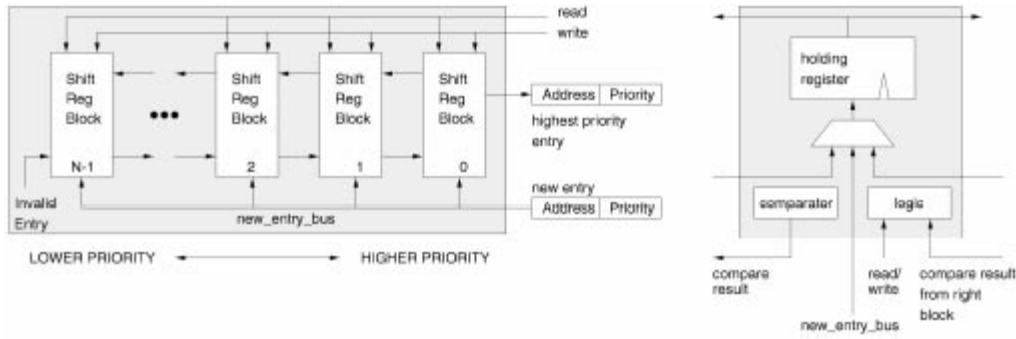 read
write
Shift Reg Block
Shift Reg Block
Shift Reg Block
Shift Reg Block
N-1
2
1
0
Address Priority
highest priority
entry
new entry
Address Priority
Invalid
Entry
new_entry_bus
LOWER PRIORITY
HIGHER PRIORITY
holding
register
comparator
logic
compare
result
read/
write
compare result
from right
block
new_entry_bus